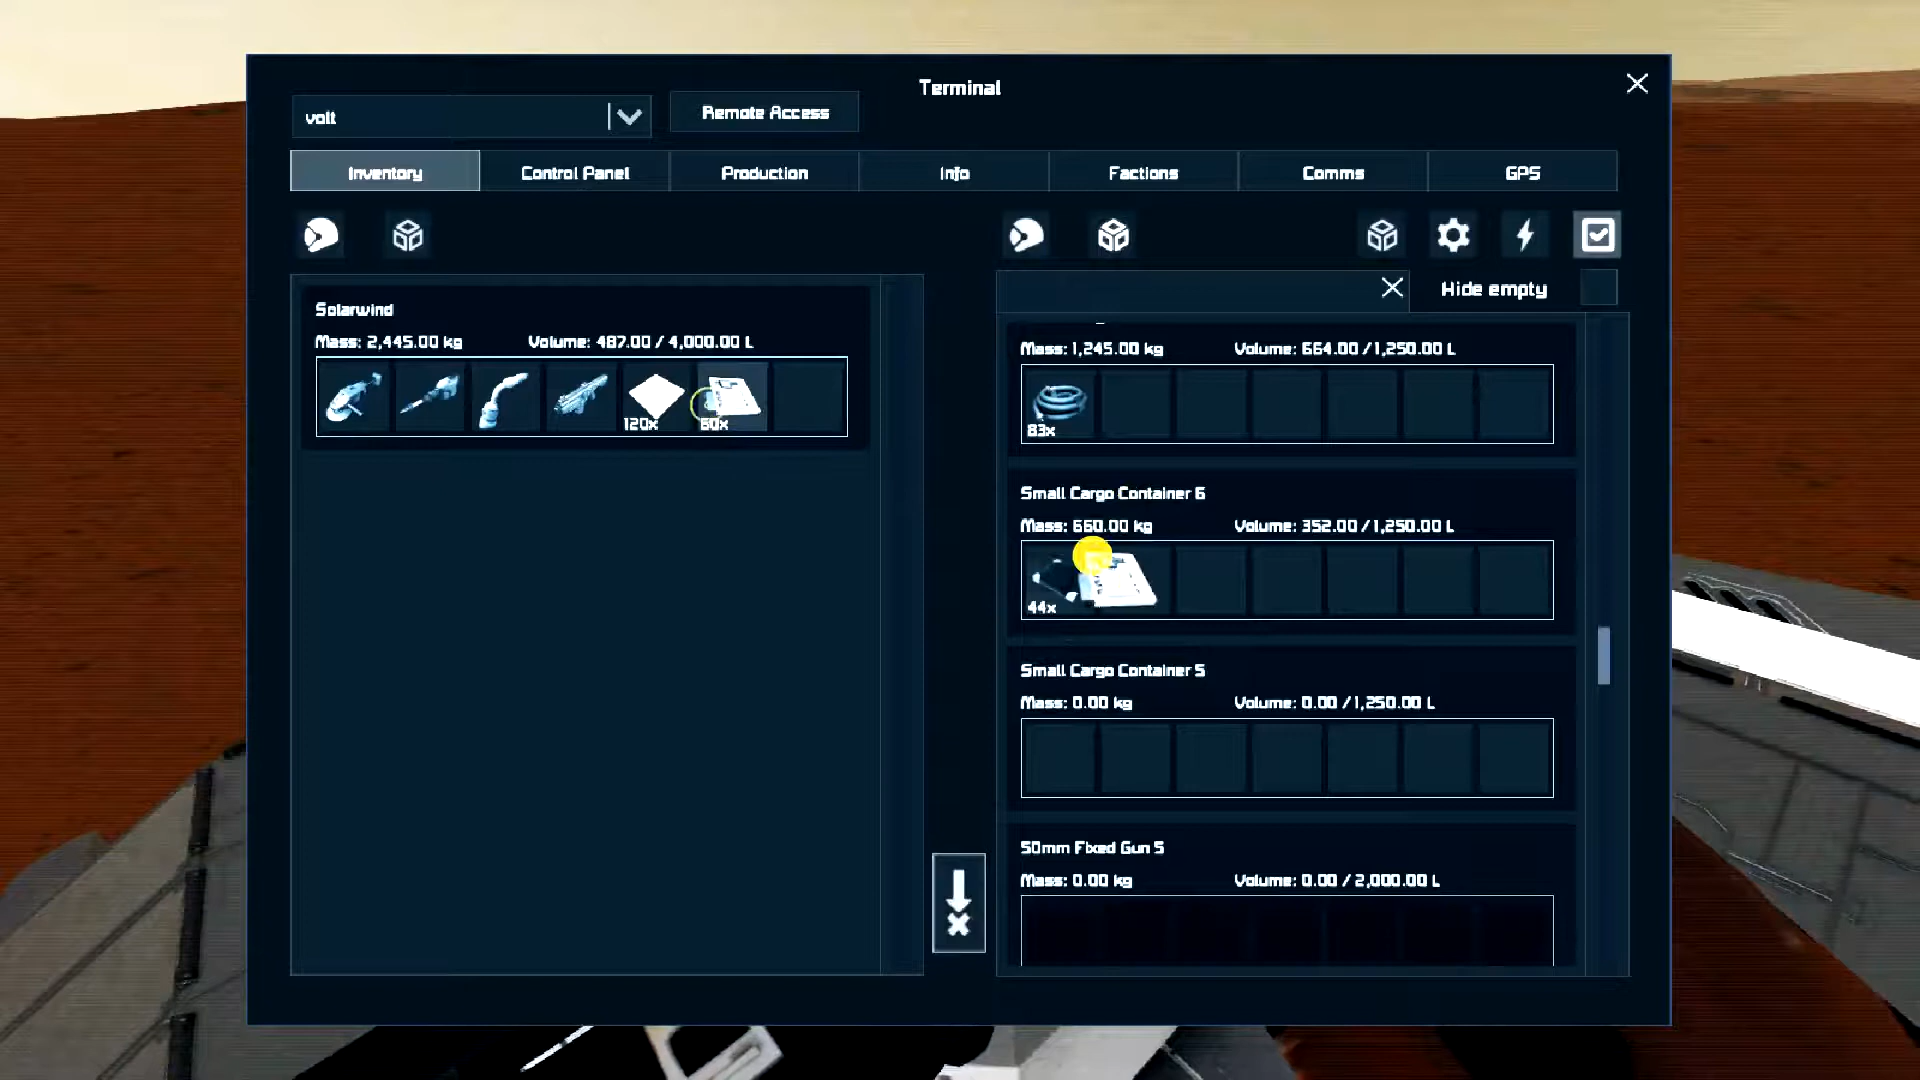 Terminal
volt
Remote Access
Inventory
Control Panel
Production
Info
Factions
Comms
GPS
Hide empty
Solarwind
Mass: 2,445.00 kg
Volume: 487.00 / 4,000.00 L
120x
60x
Mass: 1,245.00 kg
Volume: 664.00 / 1,250.00 L
83x
Small Cargo Container 6
Mass: 660.00 kg
Volume: 352.00 / 1,250.00 L
44x
Small Cargo Container 5
Mass: 0.00 kg
Volume: 0.00 / 1,250.00 L
50mm Fixed Gun 5
Mass: 0.00 kg
Volume: 0.00 / 2,000.00 L